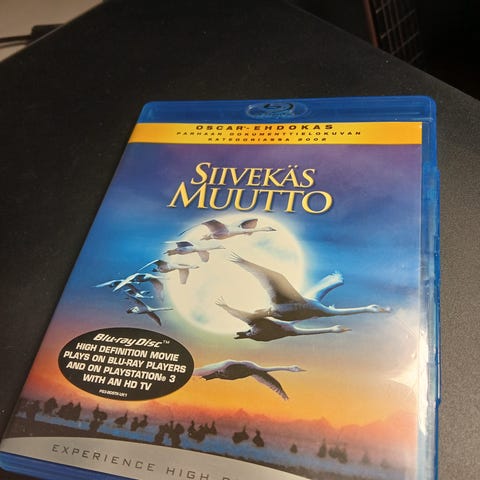 OSCAR®-EHDOKAS
PARHAAN DOKUMENTTIELOKUVAN
KATEGORIASSA 2002
SIIVEKÄS
MUUTTO
Blu-ray Disc™
HIGH DEFINITION MOVIE
PLAYS ON BLU-RAY PLAYERS
AND ON PLAYSTATION® 3
WITH AN HD TV
EXPERIENCE HIGH